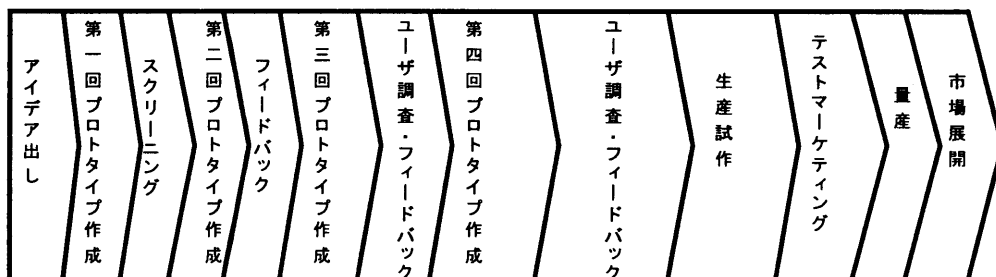 アイデア出し
第一回プロトタイプ作成
スクリーニング
第二回プロトタイプ作成
フィードバック
第三回プロトタイプ作成
ユーザ調査・フィードバック
第四回プロトタイプ作成
ユーザ調査・フィードバック
生産試作
テストマーケティング
量産
市場展開